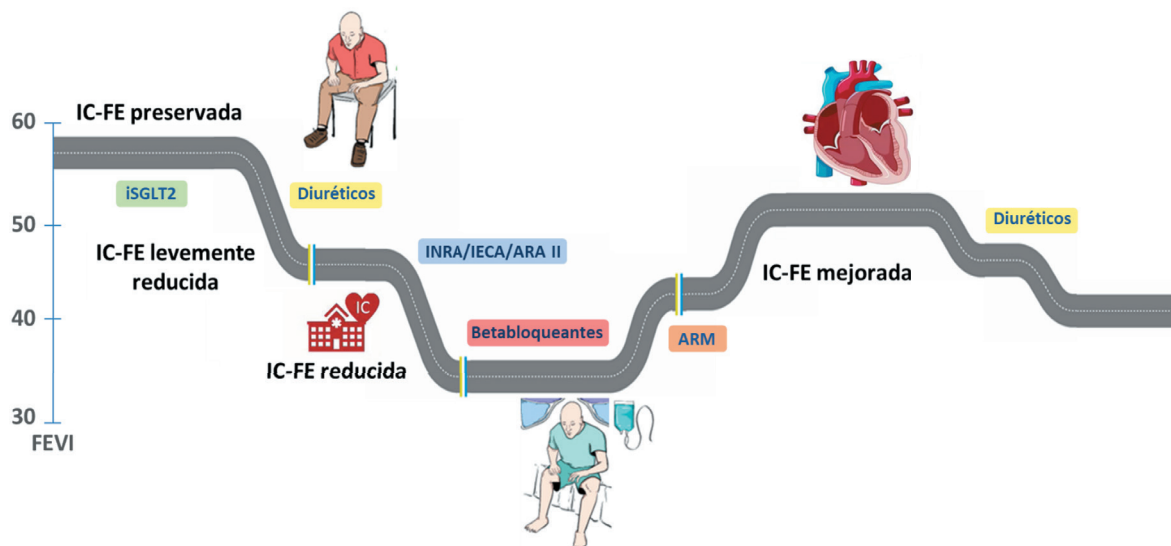 60
IC-FE preservada
iSGLT2
Diuréticos
50
IC-FE levemente
reducida
INRA/IECA/ARA II
IC
40
IC-FE reducida
Betabloqueantes
ARM
IC-FE mejorada
Diuréticos
30
FEVI